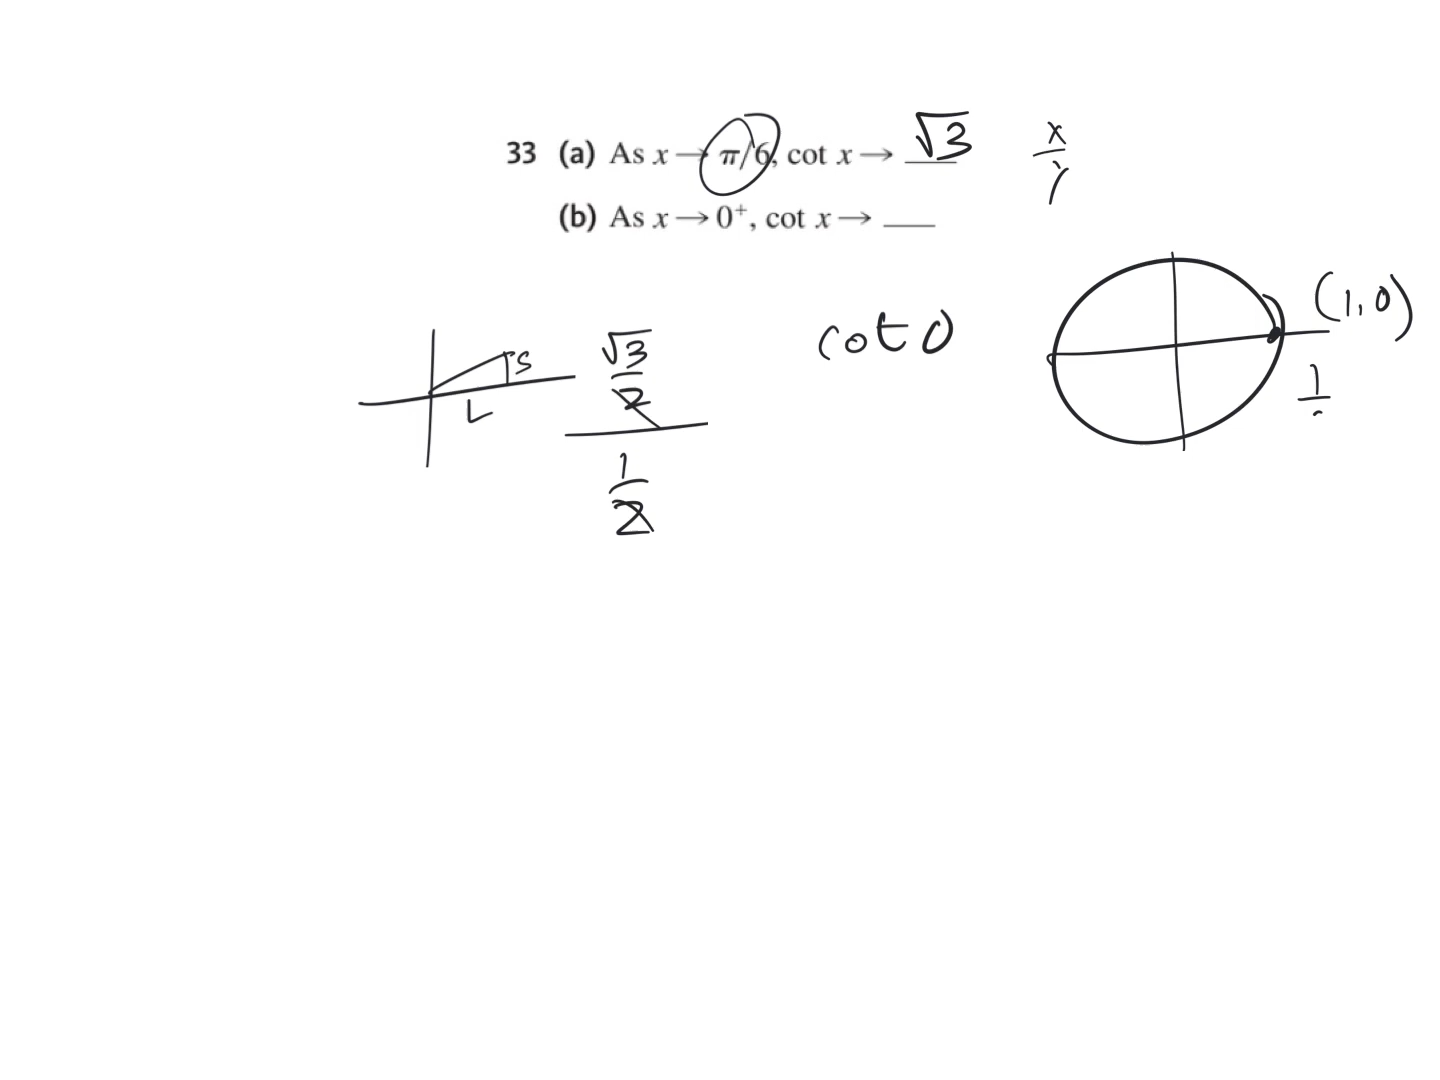 33 (a) As x → π/6, cot x → √3
x/y
(b) As x → 0⁺, cot x → ___
(1, 0)
cot 0
S
L
√3/2
1/2
1